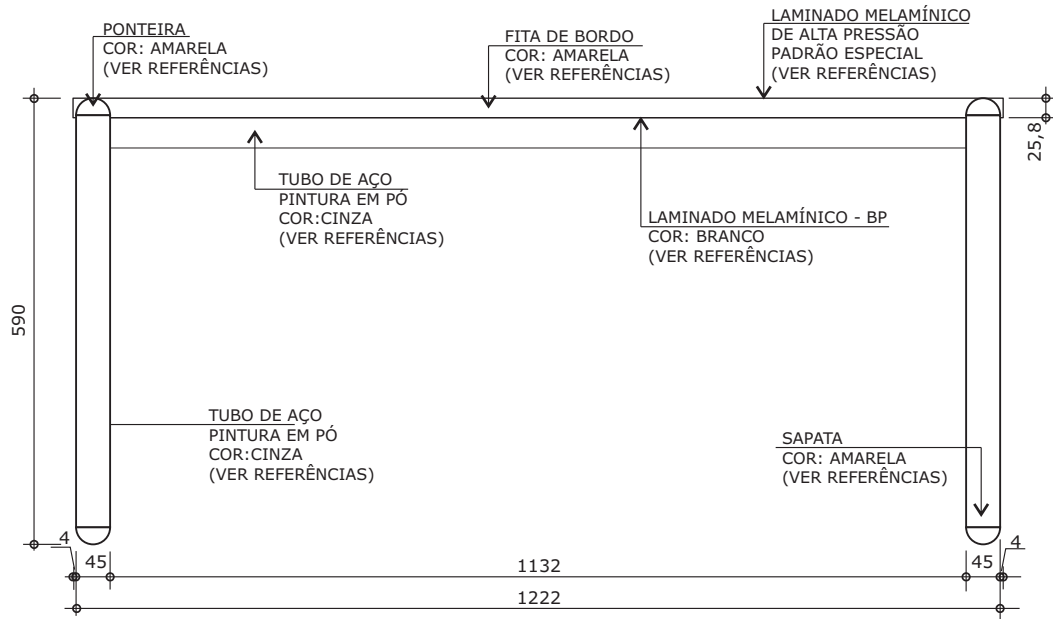 PONTEIRA
COR: AMARELA
(VER REFERÊNCIAS)
FITA DE BORDO
COR: AMARELA
(VER REFERÊNCIAS)
LAMINADO MELAMÍNICO
DE ALTA PRESSÃO
PADRÃO ESPECIAL
(VER REFERÊNCIAS)
25,8
TUBO DE AÇO
PINTURA EM PÓ
COR:CINZA
(VER REFERÊNCIAS)
LAMINADO MELAMÍNICO - BP
COR: BRANCO
(VER REFERÊNCIAS)
590
TUBO DE AÇO
PINTURA EM PÓ
COR:CINZA
(VER REFERÊNCIAS)
SAPATA
COR: AMARELA
(VER REFERÊNCIAS)
4
45
1132
45
4
1222